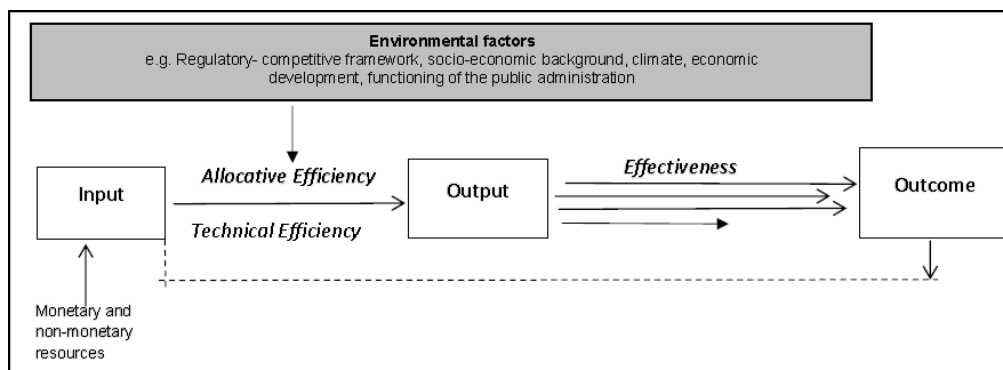 Environmental factors
e.g. Regulatory- competitive framework, socio-economic background, climate, economic
development, functioning of the public administration
Allocative Efficiency
Effectiveness
Input
Output
Outcome
Technical Efficiency
Monetary and
non-monetary
resources